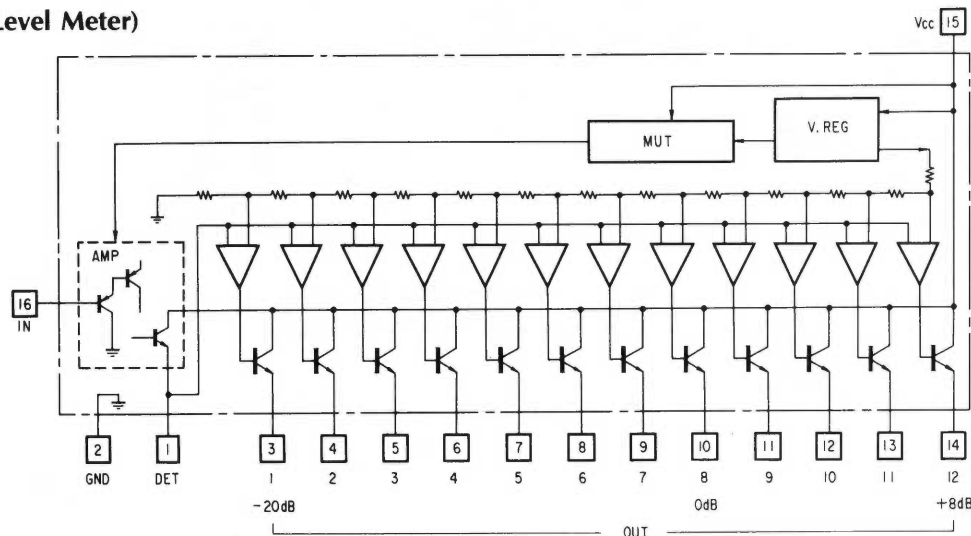 Level Meter)
Vcc 15
MUT
V. REG
AMP
16
IN
2 1 3 4 5 6 7 8 9 10 11 12 13 14
GND DET 1 2 3 4 5 6 7 8 9 10 11 12
-20dB 0dB +8dB
OUT